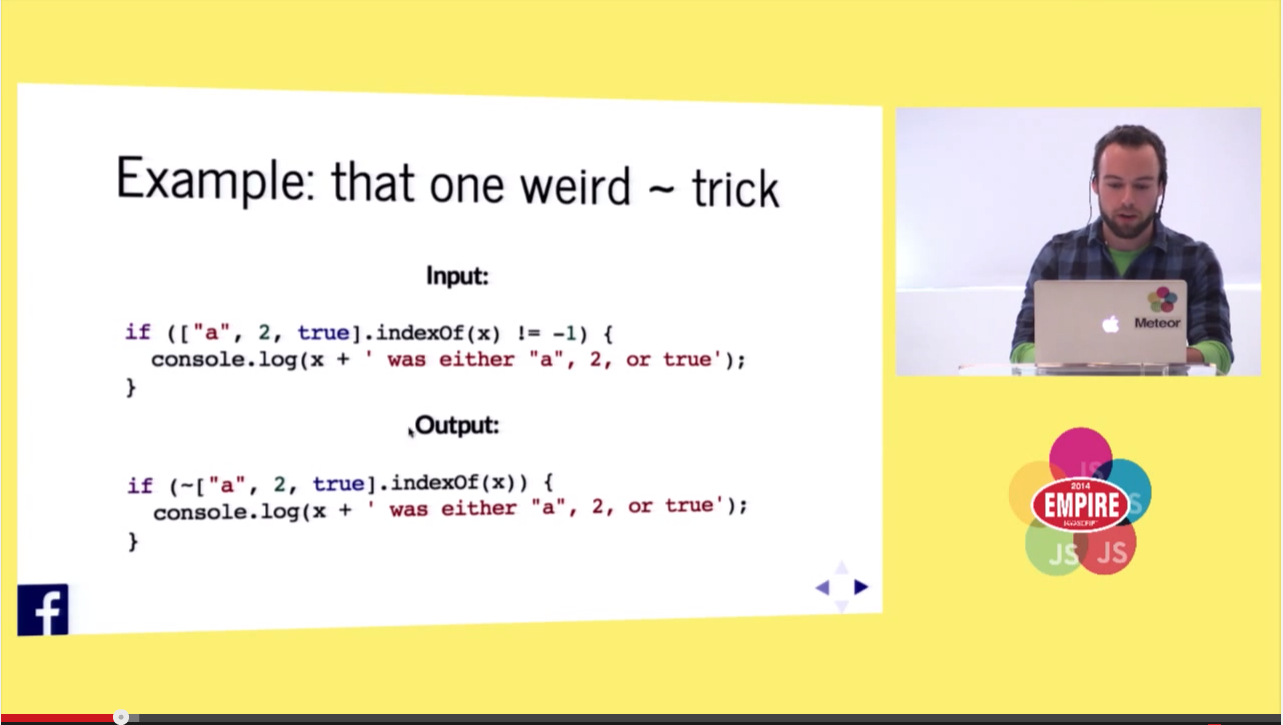 Example: that one weird ~ trick
Input:
if (["a", 2, true].indexOf(x) != -1) {
  console.log(x + ' was either "a", 2, or true');
}
Output:
if (~["a", 2, true].indexOf(x)) {
  console.log(x + ' was either "a", 2, or true');
}
f
Meteor
JS
2014
EMPIRE
JAVASCRIPT
JS
JS
JS